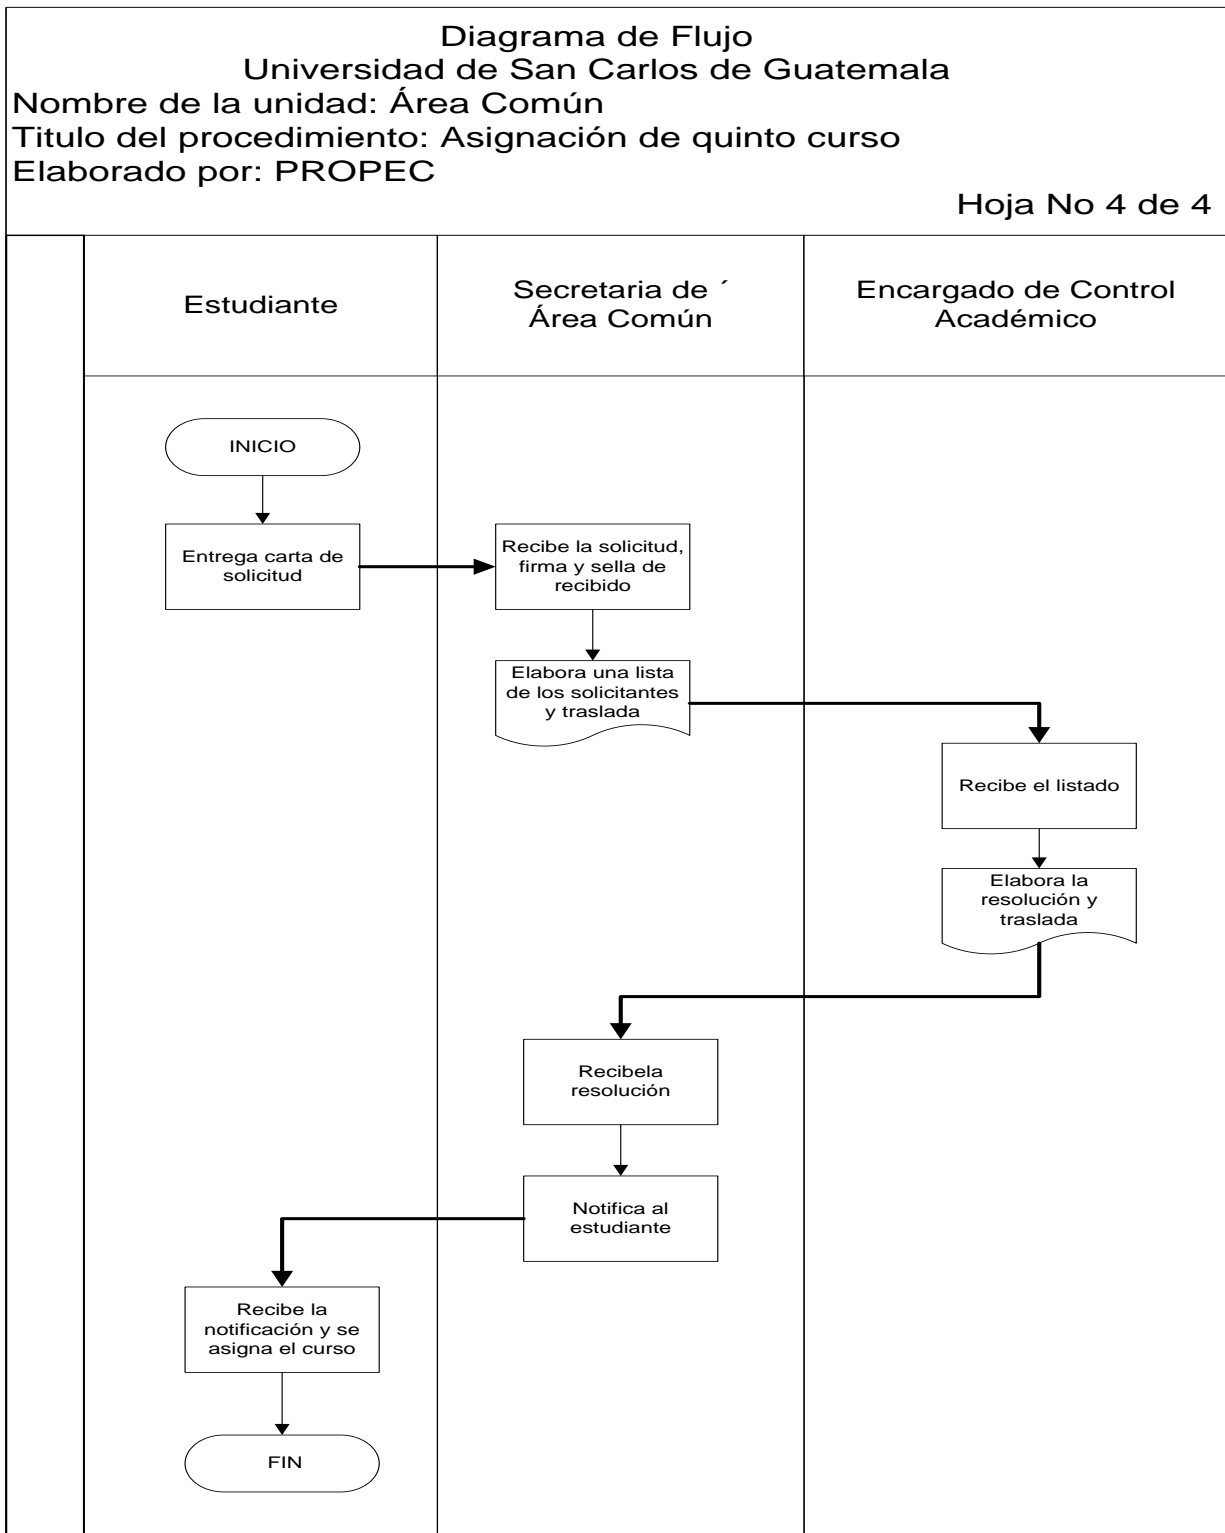 Diagrama de Flujo
Universidad de San Carlos de Guatemala
Nombre de la unidad: Área Común
Titulo del procedimiento: Asignación de quinto curso
Elaborado por: PROPEC
Hoja No 4 de 4
Estudiante
Secretaria de ´
Área Común
Encargado de Control
Académico
INICIO
Entrega carta de
solicitud
Recibe la solicitud,
firma y sella de
recibido
Elabora una lista
de los solicitantes
y traslada
Recibe el listado
Elabora la
resolución y
traslada
Recibela
resolución
Notifica al
estudiante
Recibe la
notificación y se
asigna el curso
FIN